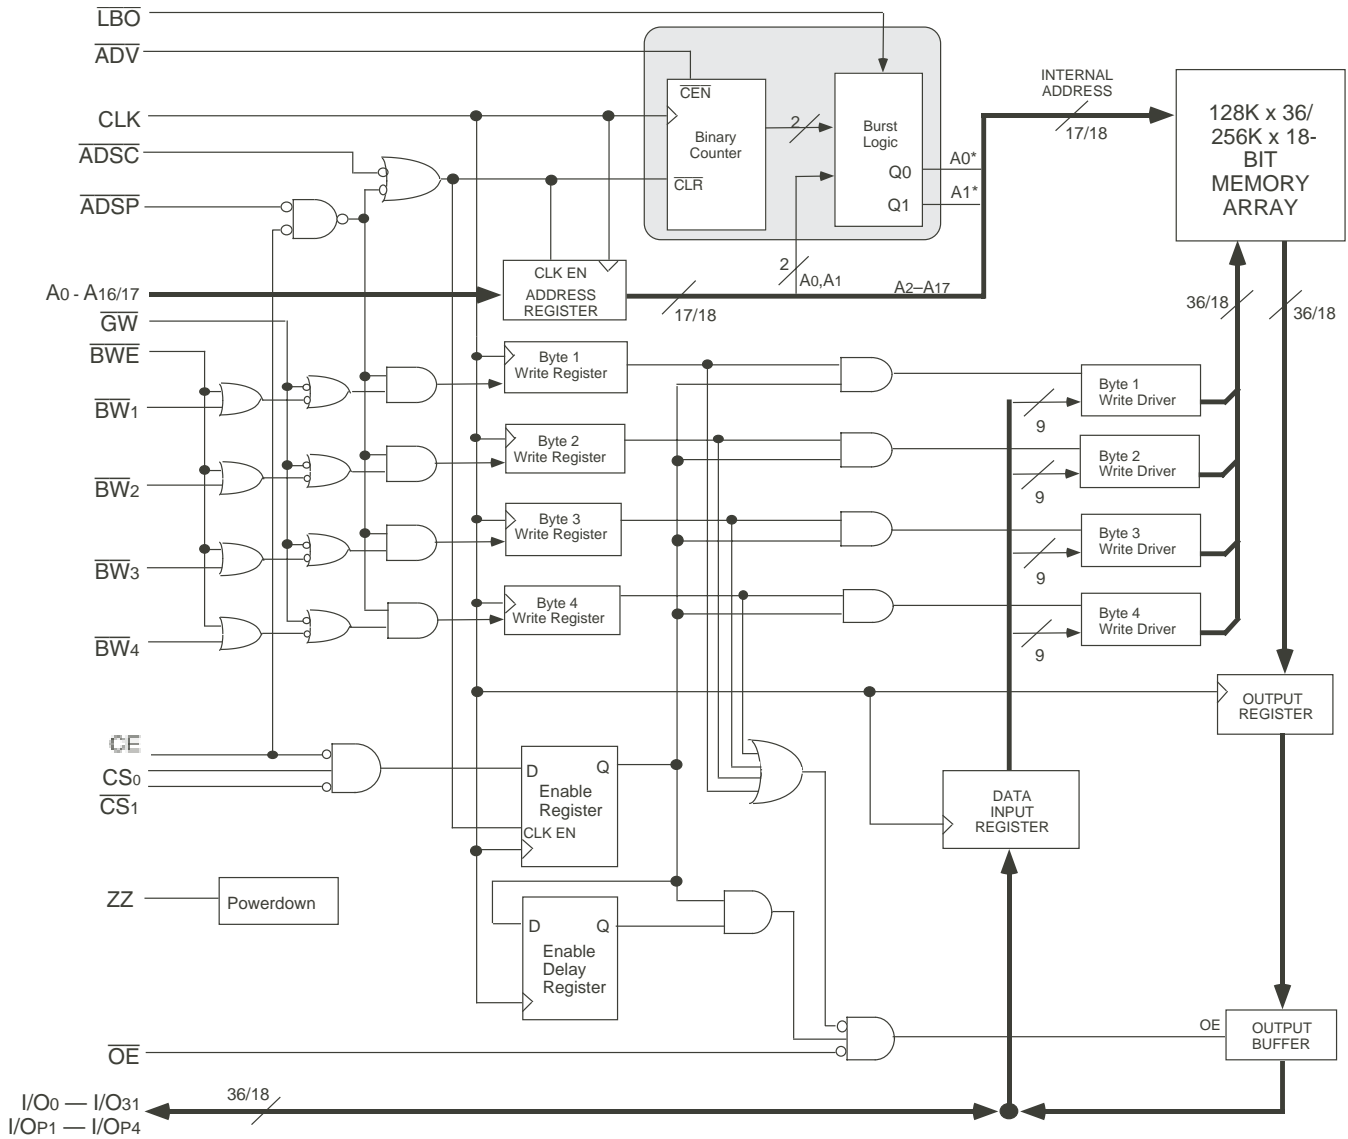 LBO
ADV
CLK
ADSC
ADSP
A0 - A16/17
GW
BWE
BW1
BW2
BW3
BW4
CE
CS0
CS1
ZZ
Powerdown
OE
I/O0 — I/O31
I/OP1 — I/OP4
36/18
CEN
Binary
Counter
CLR
2
Burst
Logic
Q0
Q1
A0*
A1*
2
A0,A1
A2–A17
CLK EN
ADDRESS
REGISTER
17/18
INTERNAL
ADDRESS
17/18
128K x 36/
256K x 18-
BIT
MEMORY
ARRAY
36/18
36/18
Byte 1
Write Register
Byte 2
Write Register
Byte 3
Write Register
Byte 4
Write Register
9
Byte 1
Write Driver
9
Byte 2
Write Driver
9
Byte 3
Write Driver
9
Byte 4
Write Driver
OUTPUT
REGISTER
D
Q
Enable
Register
CLK EN
DATA
INPUT
REGISTER
D
Q
Enable
Delay
Register
OE
OUTPUT
BUFFER